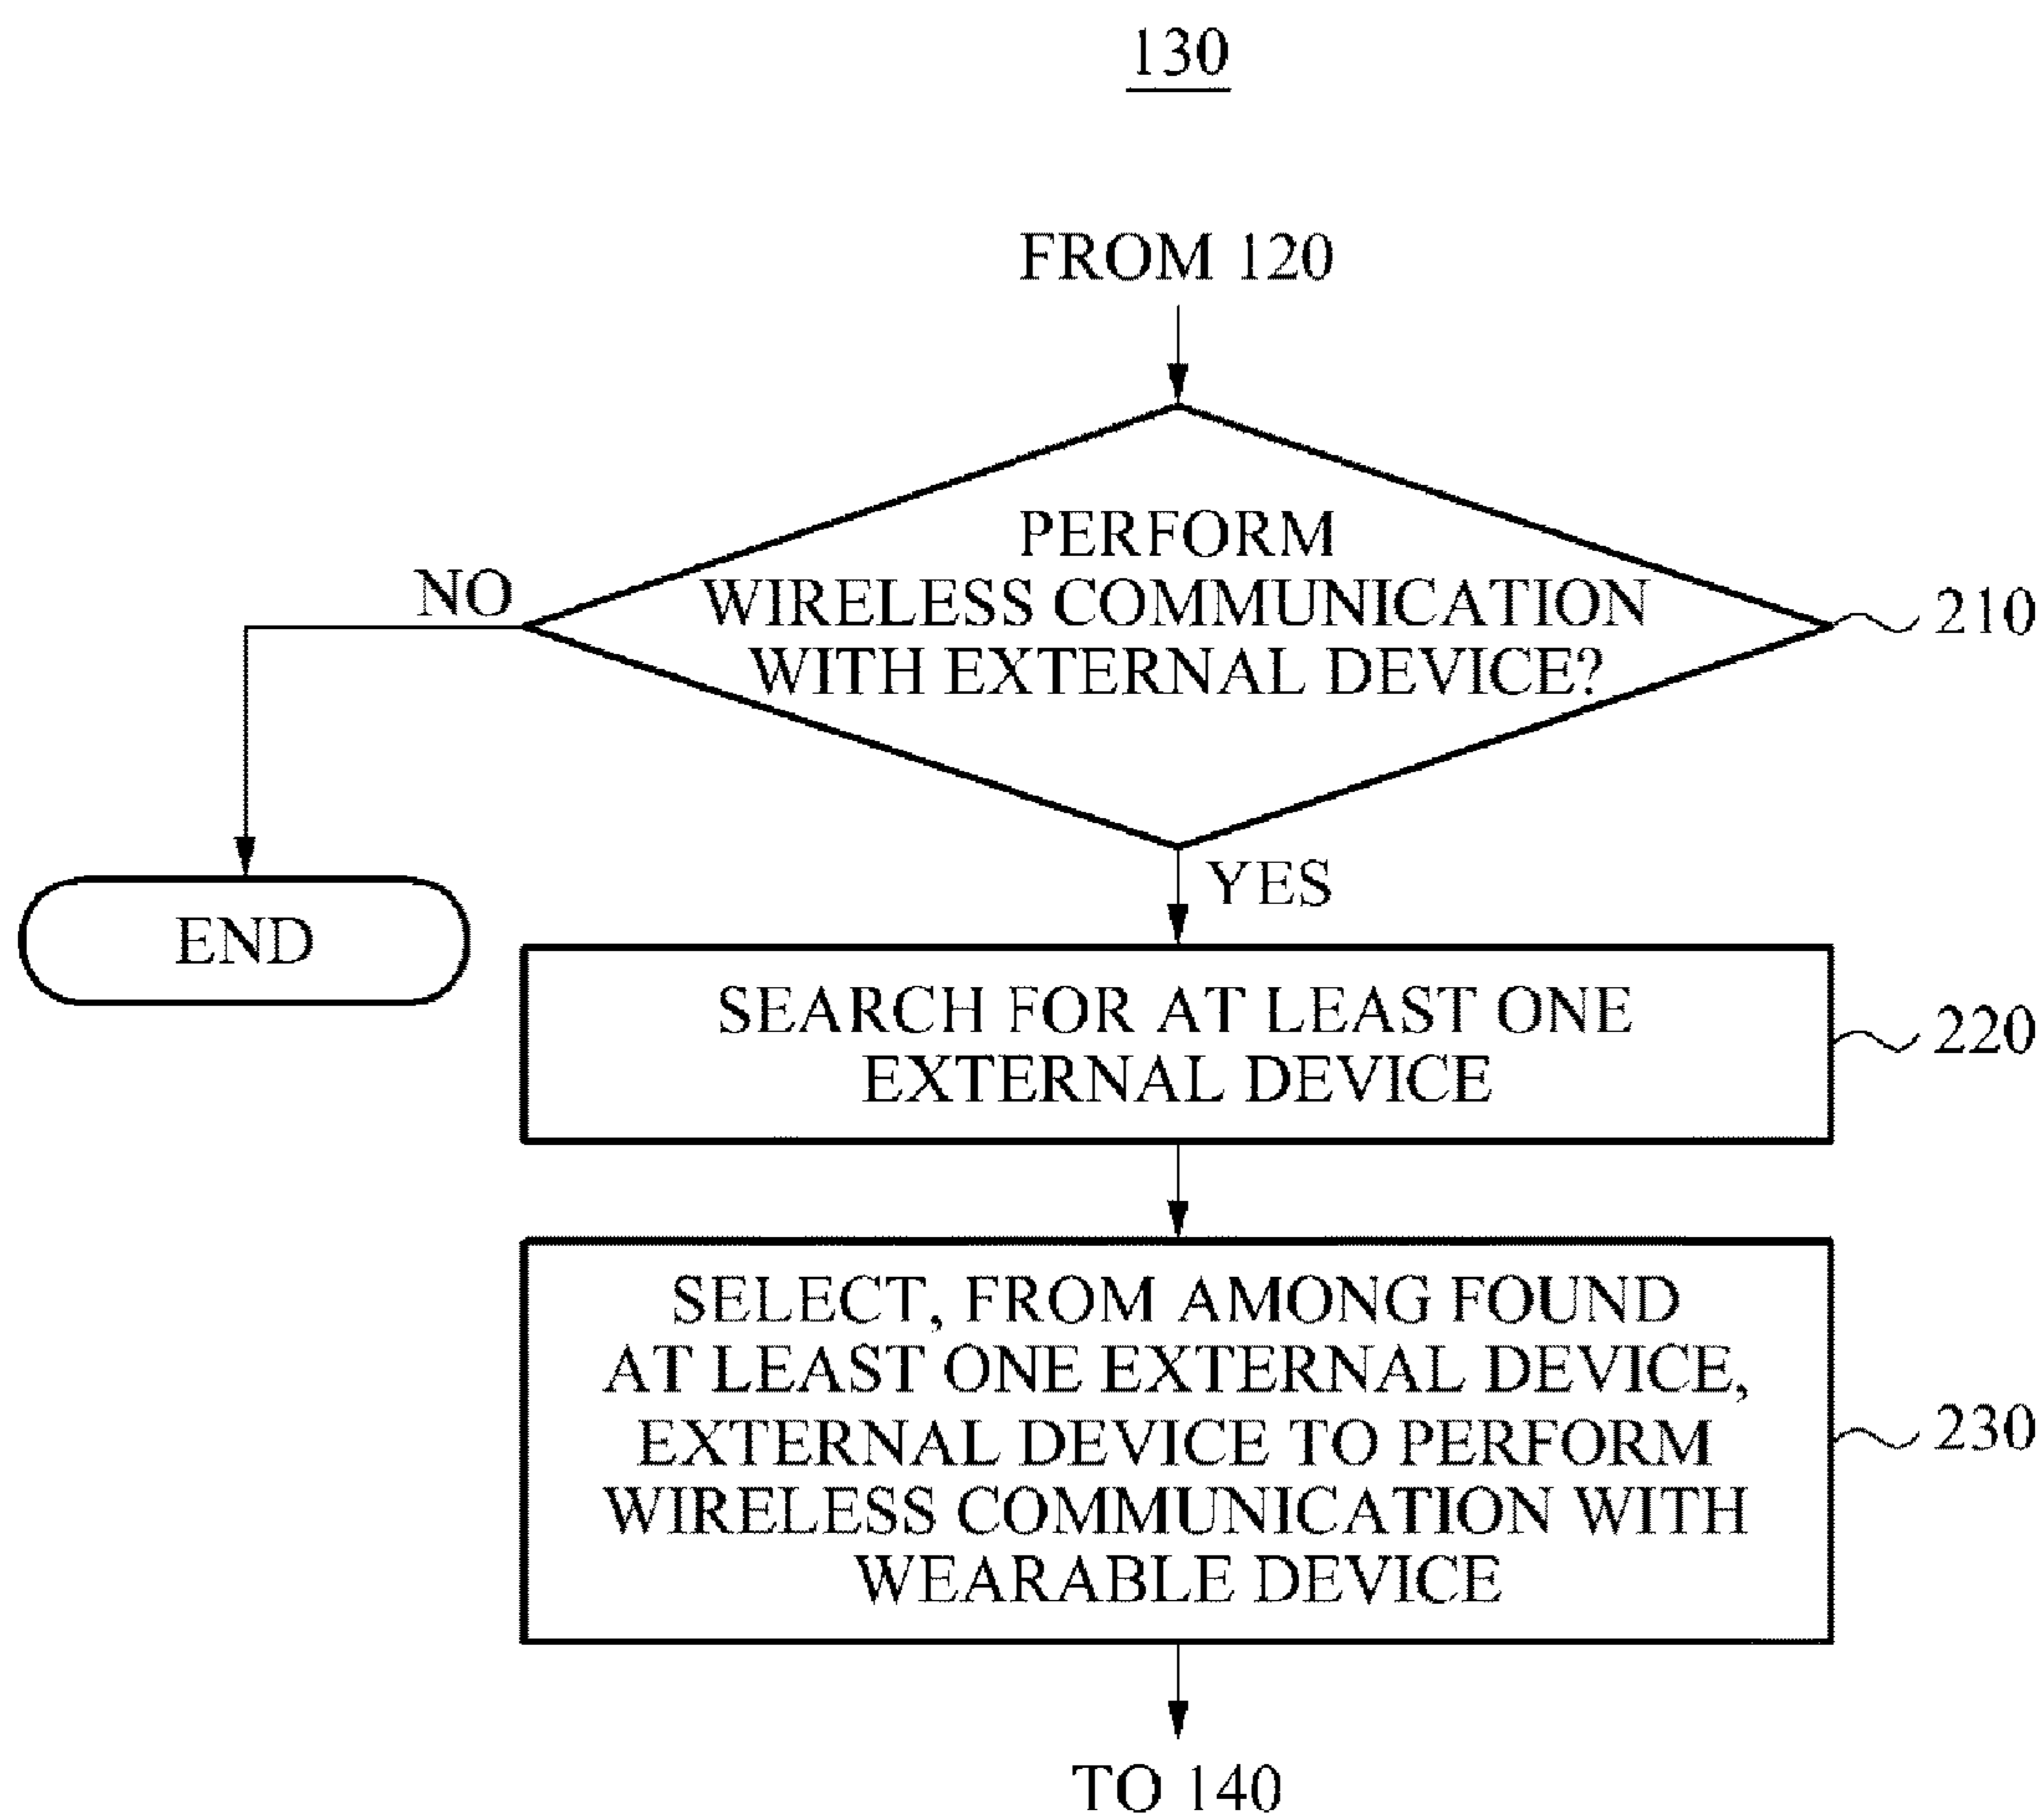 130
FROM 120
PERFORM
WIRELESS COMMUNICATION
WITH EXTERNAL DEVICE?
NO
210
YES
END
SEARCH FOR AT LEAST ONE
EXTERNAL DEVICE
220
SELECT, FROM AMONG FOUND
AT LEAST ONE EXTERNAL DEVICE,
EXTERNAL DEVICE TO PERFORM
WIRELESS COMMUNICATION WITH
WEARABLE DEVICE
230
TO 140